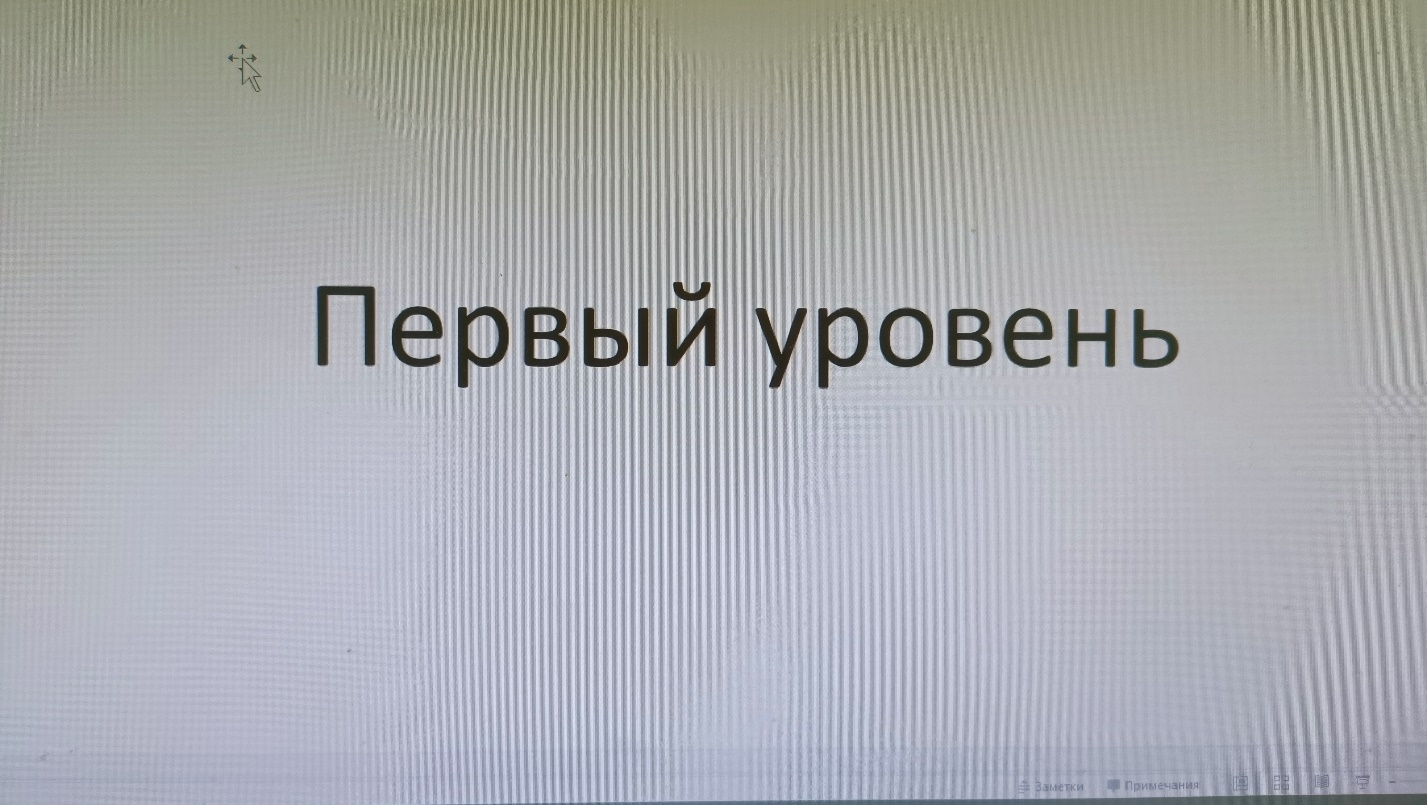 Первый уровень
Заметки
Примечания